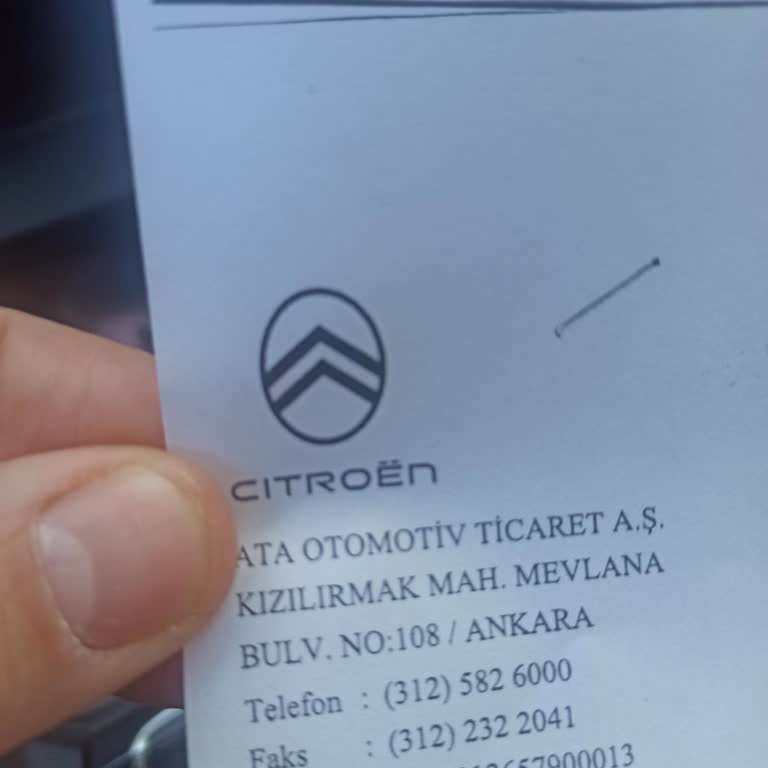 CITROËN
ATA OTOMOTİV TİCARET A.Ş.
KIZILIRMAK MAH. MEVLANA
BULV. NO:108 / ANKARA
Telefon : (312) 582 6000
Faks : (312) 232 2041